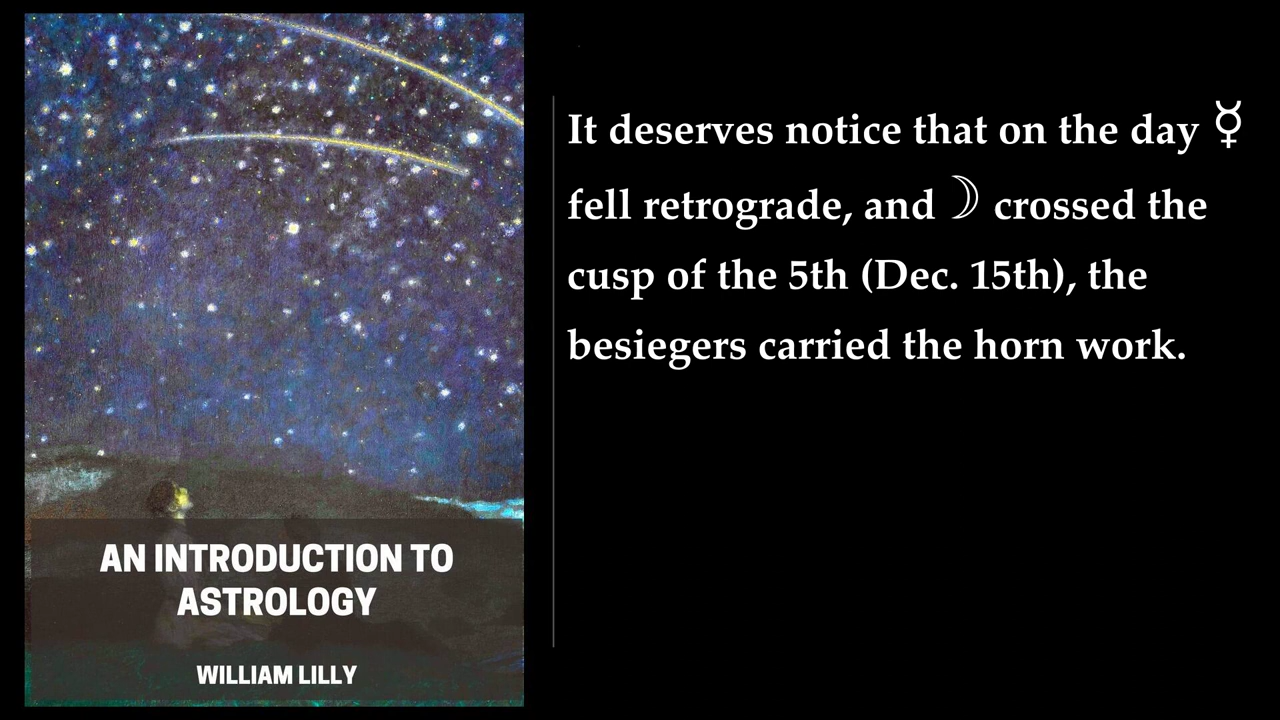 AN INTRODUCTION TO
ASTROLOGY
WILLIAM LILLY
It deserves notice that on the day ☿
fell retrograde, and ☽ crossed the
cusp of the 5th (Dec. 15th), the
besiegers carried the horn work.